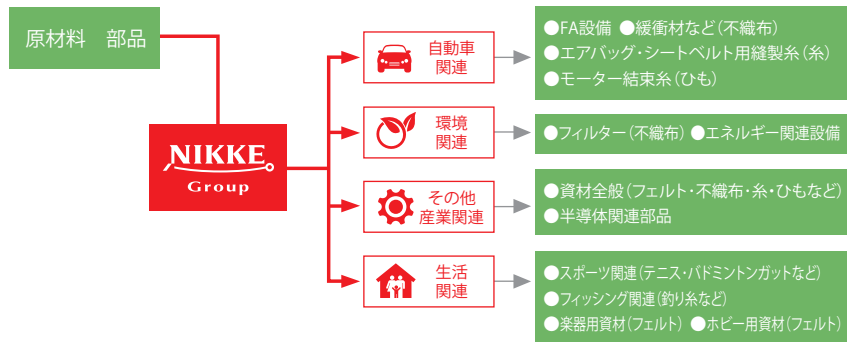 原材料　部品
NIKKE
Group
自動車
関連
●FA設備 ●緩衝材など(不織布)
●エアバッグ・シートベルト用縫製糸(糸)
●モーター結束糸(ひも)
環境
関連
●フィルター(不織布) ●エネルギー関連設備
その他
産業関連
●資材全般(フェルト・不織布・糸・ひもなど)
●半導体関連部品
生活
関連
●スポーツ関連(テニス・バドミントンガットなど)
●フィッシング関連(釣り糸など)
●楽器用資材(フェルト) ●ホビー用資材(フェルト)